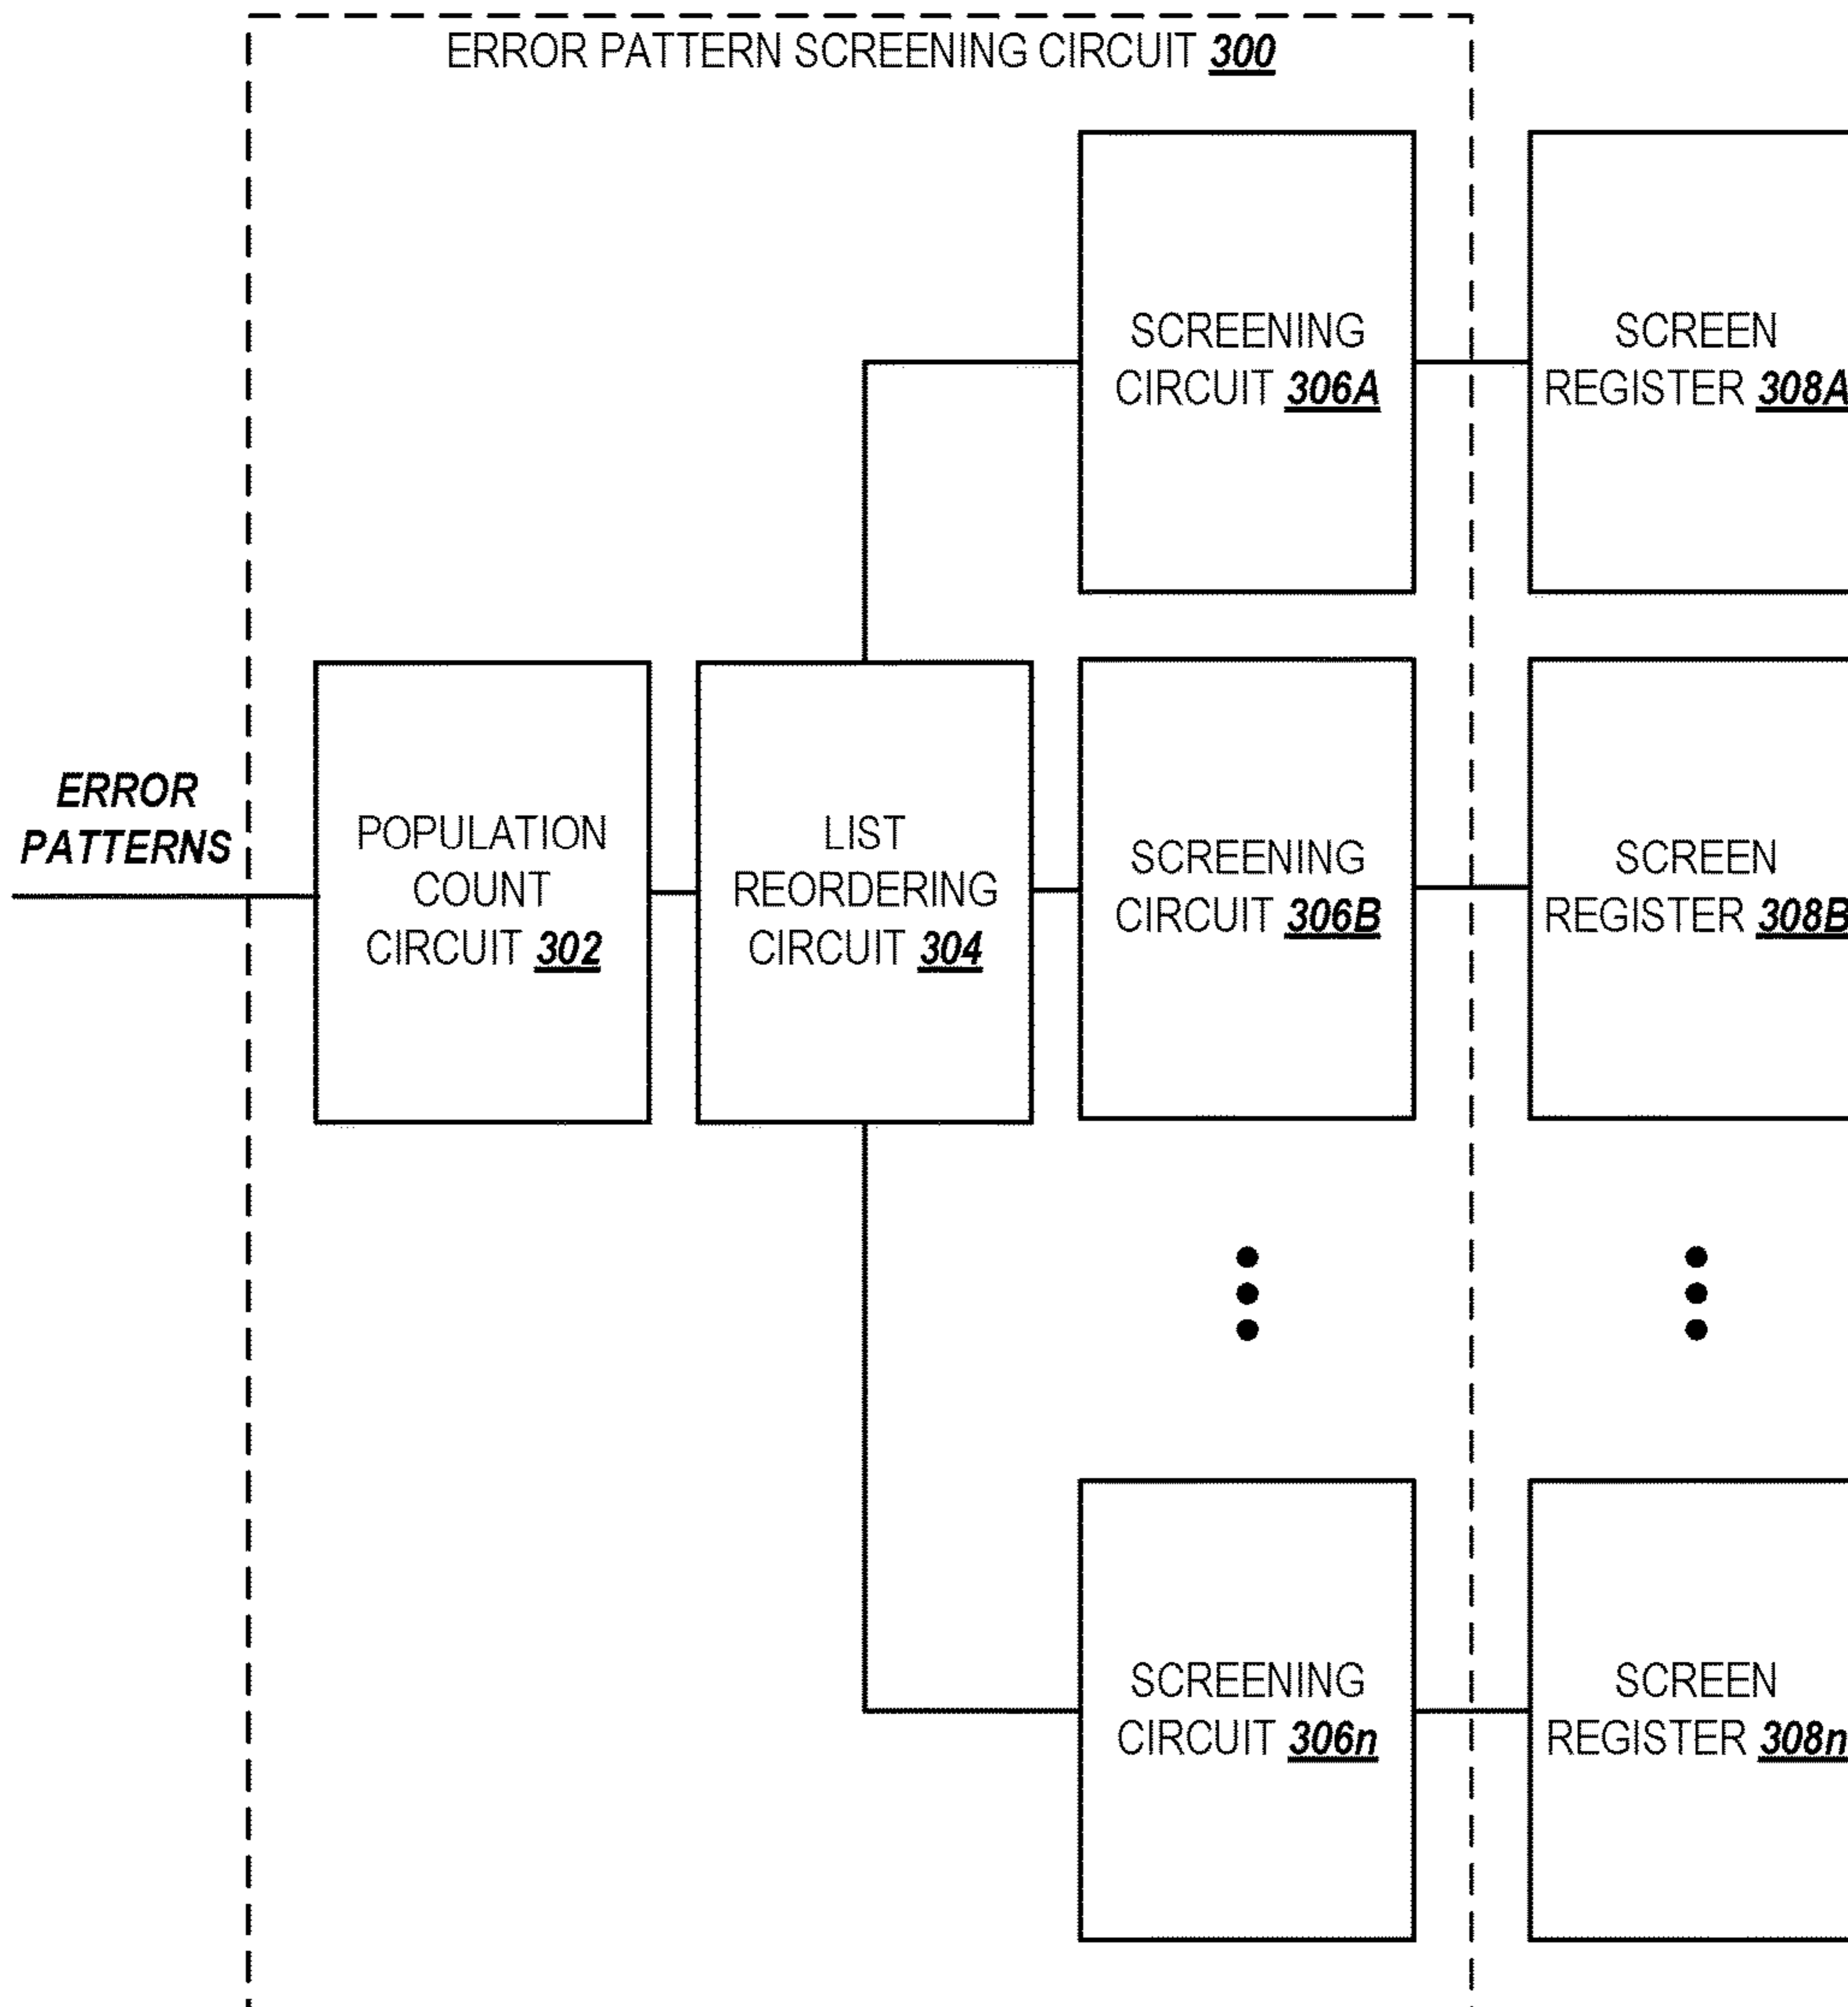 ERROR PATTERN SCREENING CIRCUIT 300
SCREENING
CIRCUIT 306A
SCREEN
REGISTER 308A
ERROR
PATTERNS
POPULATION
COUNT
CIRCUIT 302
LIST
REORDERING
CIRCUIT 304
SCREENING
CIRCUIT 306B
SCREEN
REGISTER 308B
SCREENING
CIRCUIT 306n
SCREEN
REGISTER 308n